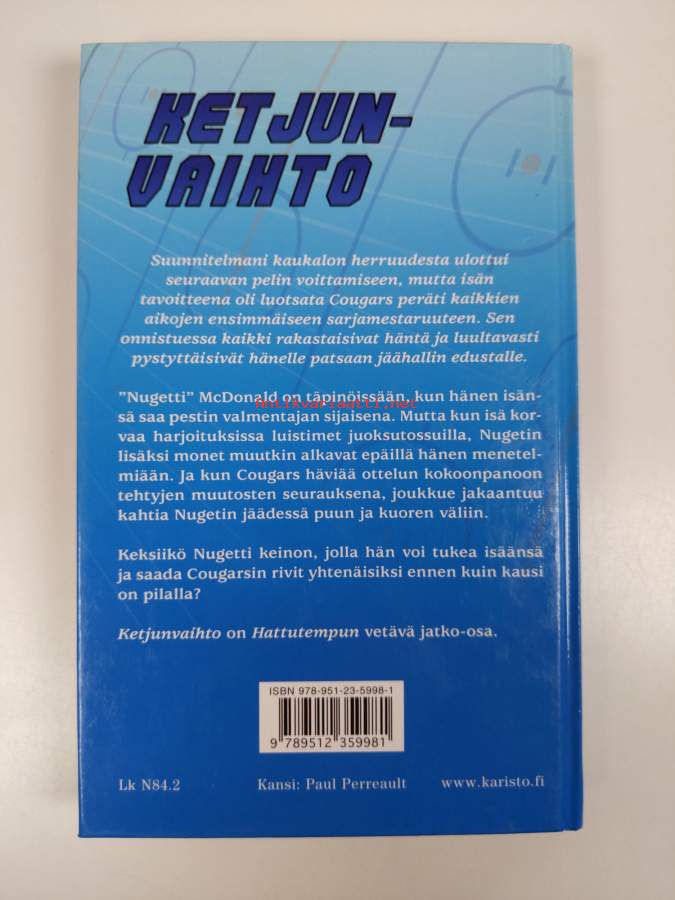 KETJUN-
VAIHTO
Suunnitelmani kaukalon herruudesta ulottui
seuraavan pelin voittamiseen, mutta isän
tavoitteena oli luotsata Cougars peräti kaikkien
aikojen ensimmäiseen sarjamestaruuteen. Sen
onnistuessa kaikki rakastaisivat häntä ja luultavasti
pystyttäisivät hänelle patsaan jäähallin edustalle.
”Nugetti” McDonald on täpinöissään, kun hänen isän-
antikvariaatti.net
sä saa pestin valmentajan sijaisena. Mutta kun isä kor-
vaa harjoituksissa luistimet juoksutossuilla, Nugetin
lisäksi monet muutkin alkavat epäillä hänen menetel-
miään. Ja kun Cougars häviää ottelun kokoonpanoon
tehtyjen muutosten seurauksena, joukkue jakaantuu
kahtia Nugetin jäädessä puun ja kuoren väliin.
Keksiikö Nugetti keinon, jolla hän voi tukea isäänsä
ja saada Cougarsin rivit yhtenäisiksi ennen kuin kausi
on pilalla?
Ketjunvaihto on Hattutempun vetävä jatko-osa.
ISBN 978-951-23-5998-1
9 789512 359981
Lk N84.2 Kansi: Paul Perreault www.karisto.fi